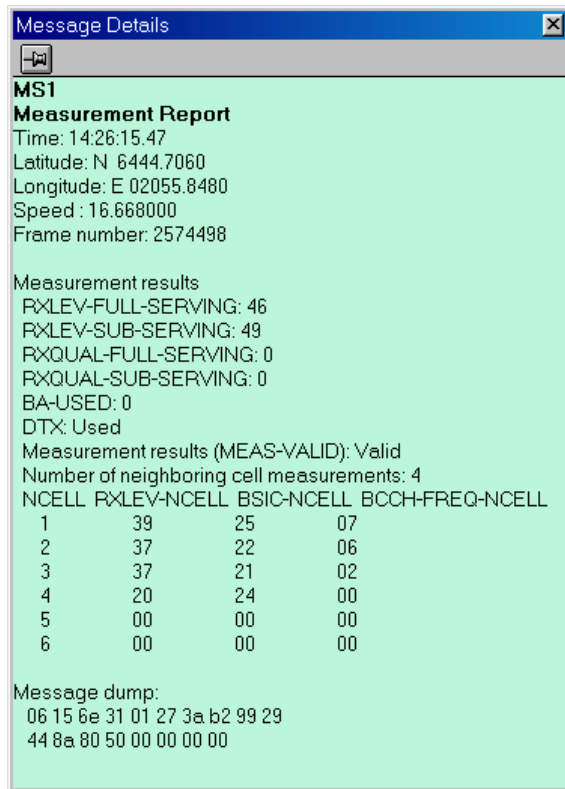 Message Details
MS1
Measurement Report
Time: 14:26:15.47
Latitude: N  6444.7060
Longitude: E 02055.8480
Speed : 16.668000
Frame number: 2574498
Measurement results
RXLEV-FULL-SERVING: 46
RXLEV-SUB-SERVING: 49
RXQUAL-FULL-SERVING: 0
RXQUAL-SUB-SERVING: 0
BA-USED: 0
DTX: Used
Measurement results (MEAS-VALID): Valid
Number of neighboring cell measurements: 4
NCELL RXLEV-NCELL BSIC-NCELL BCCH-FREQ-NCELL
1 39 25 07
2 37 22 06
3 37 21 02
4 20 24 00
5 00 00 00
6 00 00 00
Message dump:
06 15 6e 31 01 27 3a b2 99 29
44 8a 80 50 00 00 00 00